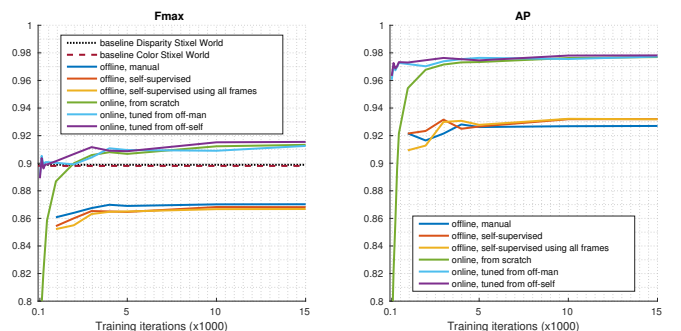 Fmax
1
0.98
0.96
0.94
0.92
0.9
0.88
0.86
0.84
0.82
0.8
baseline Disparity Stixel World
baseline Color Stixel World
offline, manual
offline, self-supervised
offline, self-supervised using all frames
online, from scratch
online, tuned from off-man
online, tuned from off-self
0.1 5 10 15
Training iterations (x1000)
AP
1
0.98
0.96
0.94
0.92
0.9
0.88
0.86
0.84
0.82
0.8
offline, manual
offline, self-supervised
offline, self-supervised using all frames
online, from scratch
online, tuned from off-man
online, tuned from off-self
0.1 5 10 15
Training iterations (x1000)